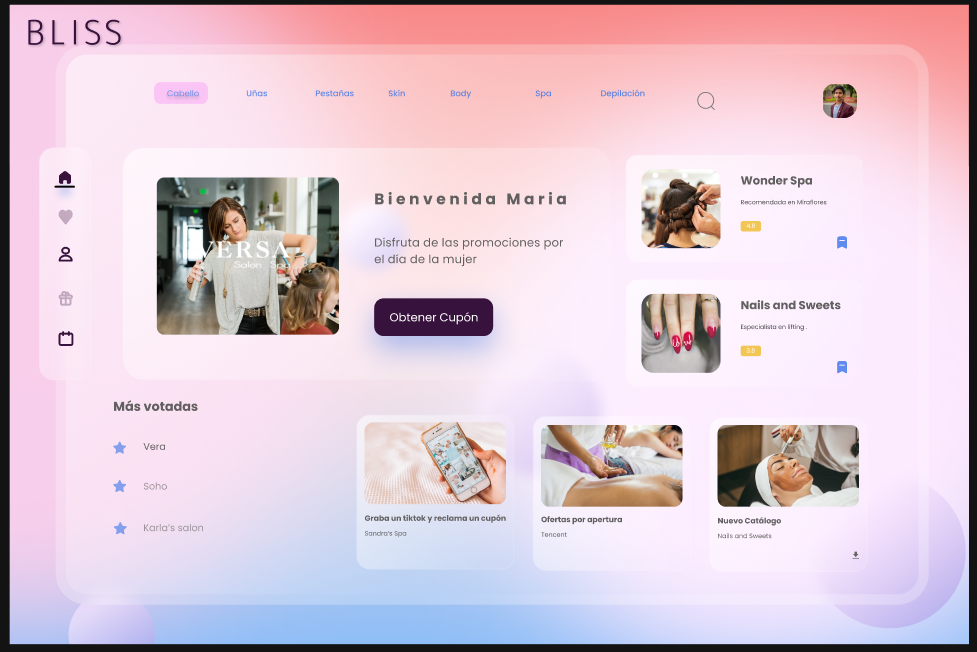 BLISS
Cabello
Uñas
Pestañas
Skin
Body
Spa
Depilación
VERSA
Salon . Spa
Bienvenida Maria
Disfruta de las promociones por
el día de la mujer
Obtener Cupón
Wonder Spa
Recomendada en Miraflores
4.8
Nails and Sweets
Especialista en lifting .
Más votadas
Vera
Soho
Karla's salon
Graba un tiktok y reclama un cupón
Sandra's Spa
Ofertas por apertura
Tencent
Nuevo Catálogo
Nails and Sweets